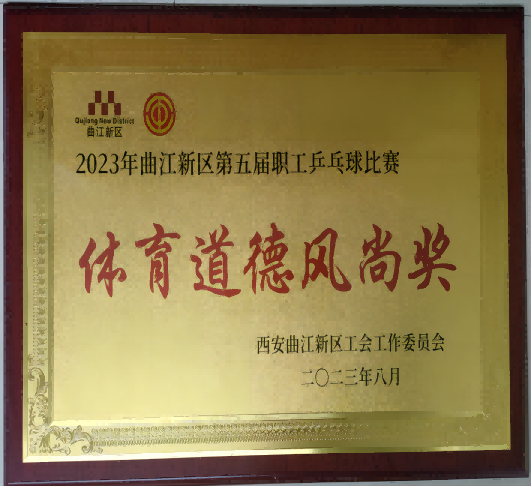 Qujiang New District
曲江新区
2023年曲江新区第五届职工乒乓球比赛
体育道德风尚奖
西安曲江新区工会工作委员会
二〇二三年八月